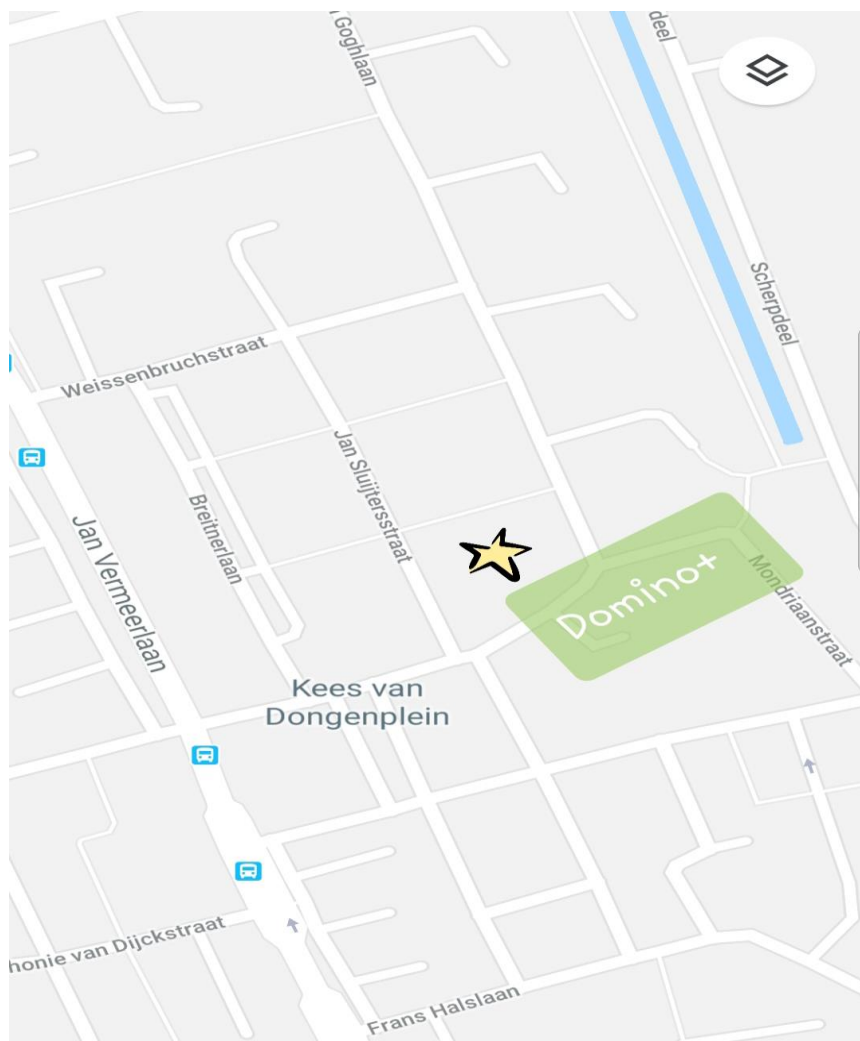 Goghlaan
deel
Scherpdeel
Weissenbruchstraat
Jan Sluijtersstraat
Breitnerlaan
Jan Vermeerlaan
Domino+
Mondriaanstraat
Kees van
Dongenplein
honie van Dijckstraat
Frans Halslaan